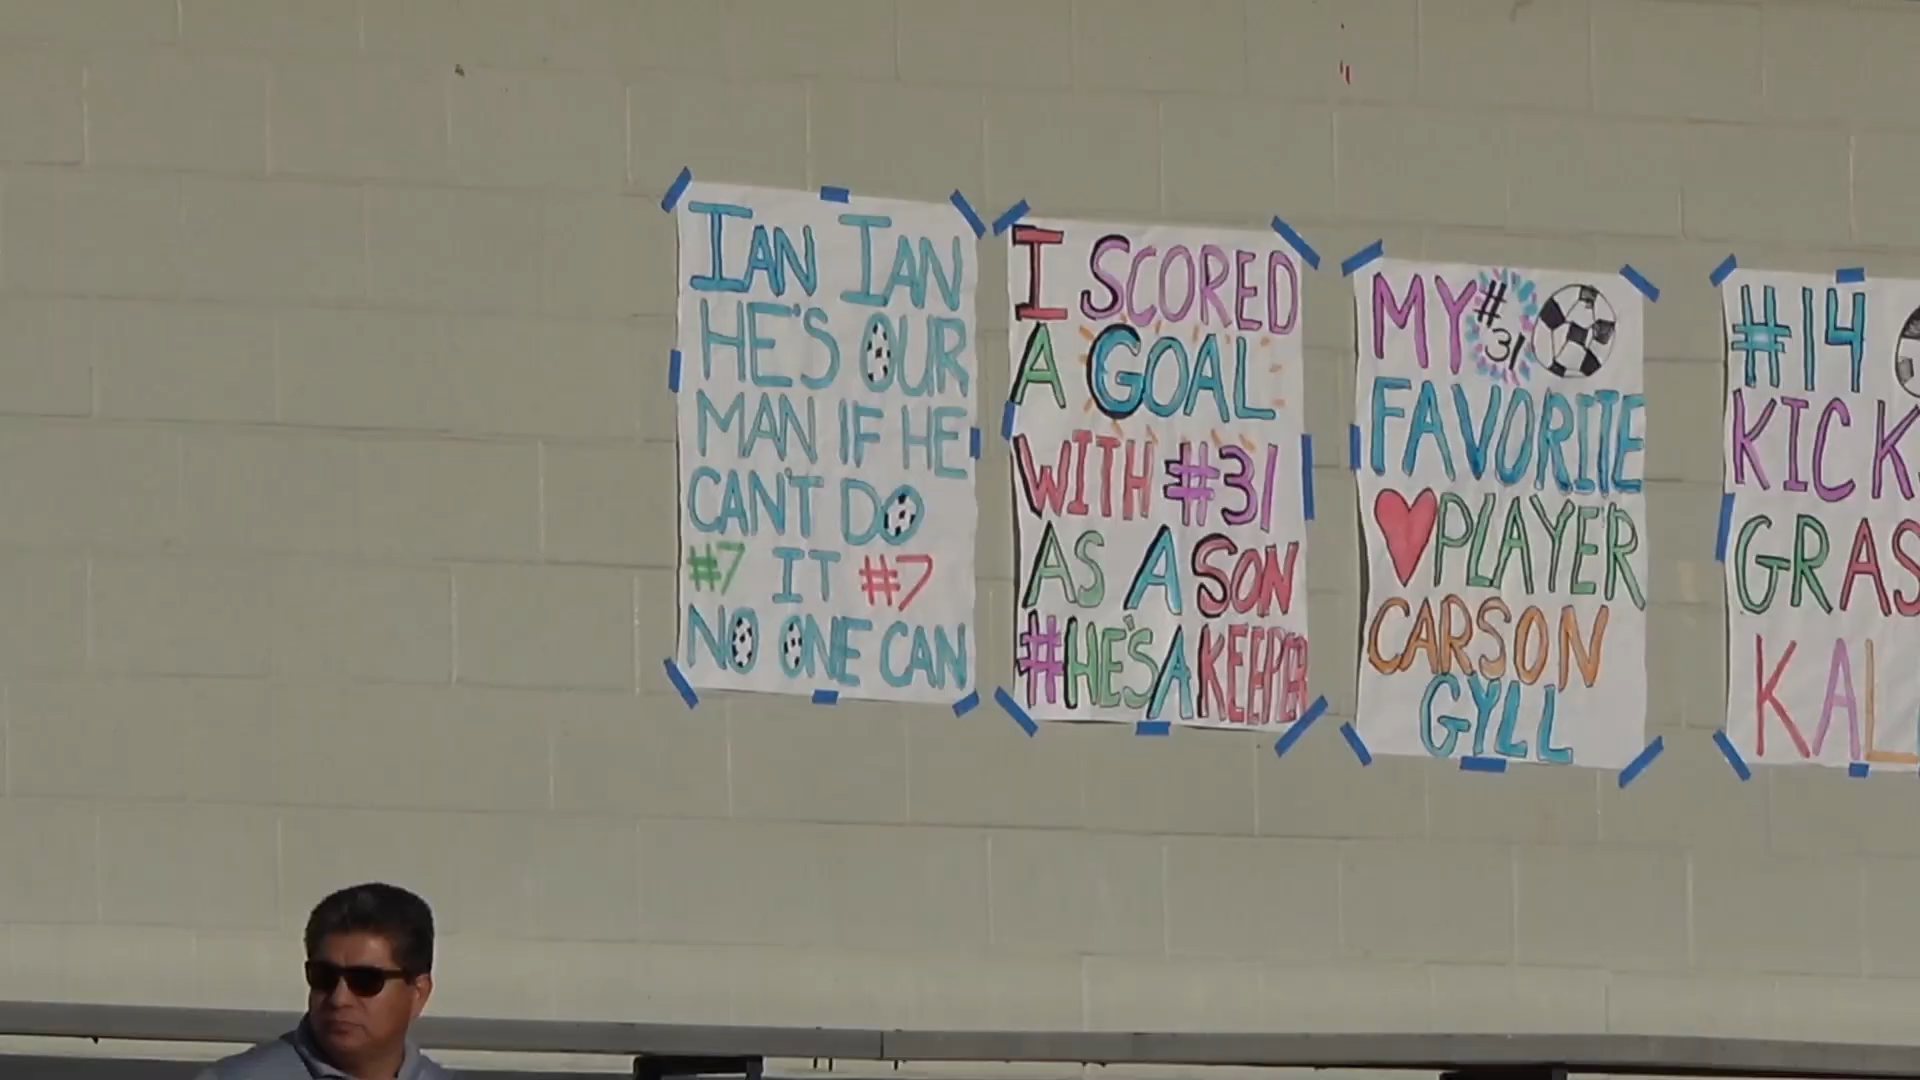 IAN IAN
HE'S OUR
MAN IF HE
CAN'T DO
#7 IT #7
NO ONE CAN
I SCORED
A GOAL
WITH #31
AS A SON
#HE'SAKEEPER
MY #31
FAVORITE
PLAYER
CARSON
GYLL
#14
KICK
GRAS
KAL